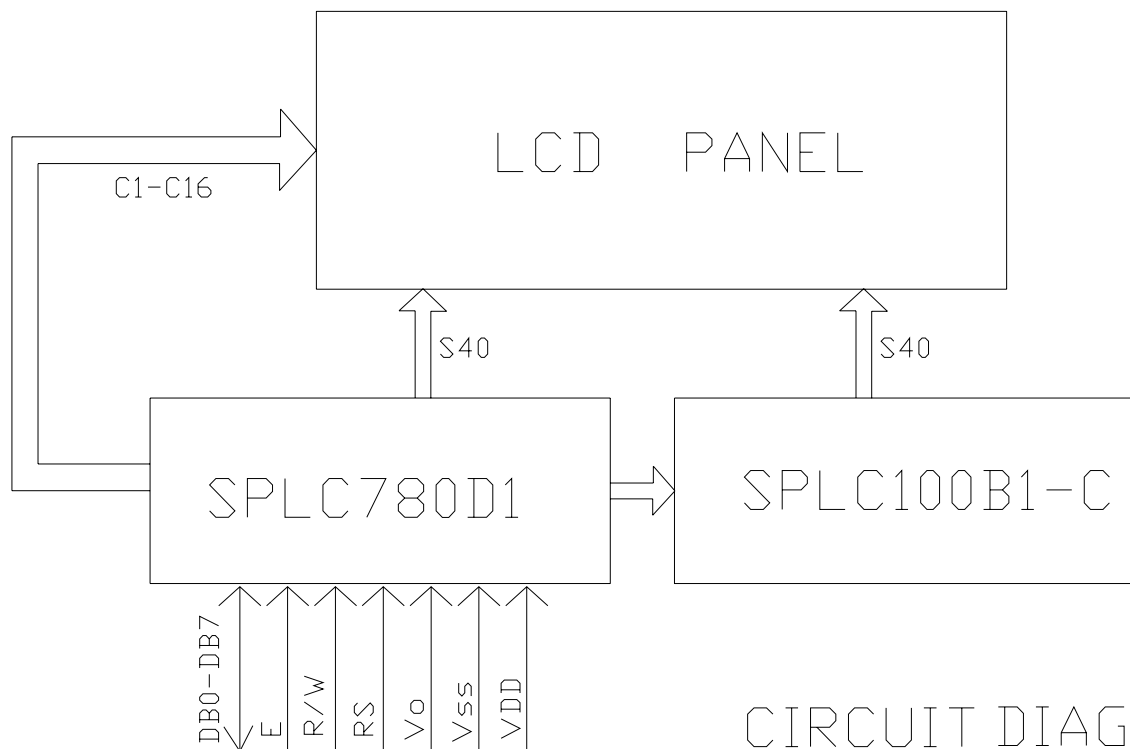 LCD PANEL
C1-C16
S40
S40
SPLC780D1
SPLC100B1-C
DB0-DB7
E
R/W
RS
Vo
Vss
VDD
CIRCUIT DIAG